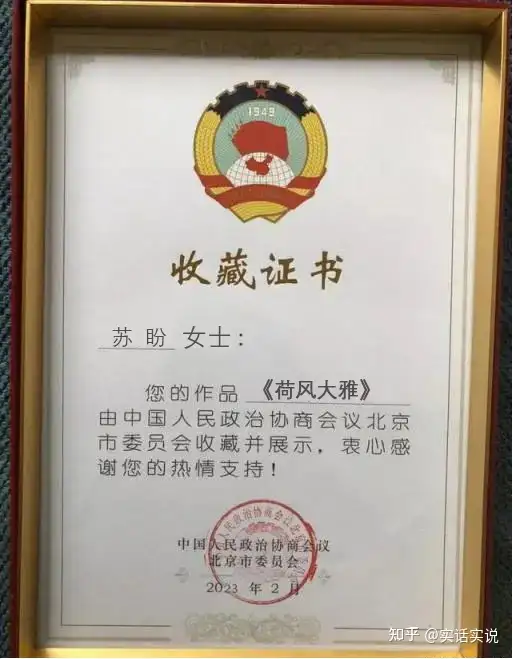 1949
收藏证书
苏盼 女士：
您的作品《荷风大雅》
由中国人民政治协商会议北京
市委员会收藏并展示，衷心感
谢您的热情支持！
中国人民政治协商会议
北京市委员会
2023 年 2 月
知乎 @实话实说